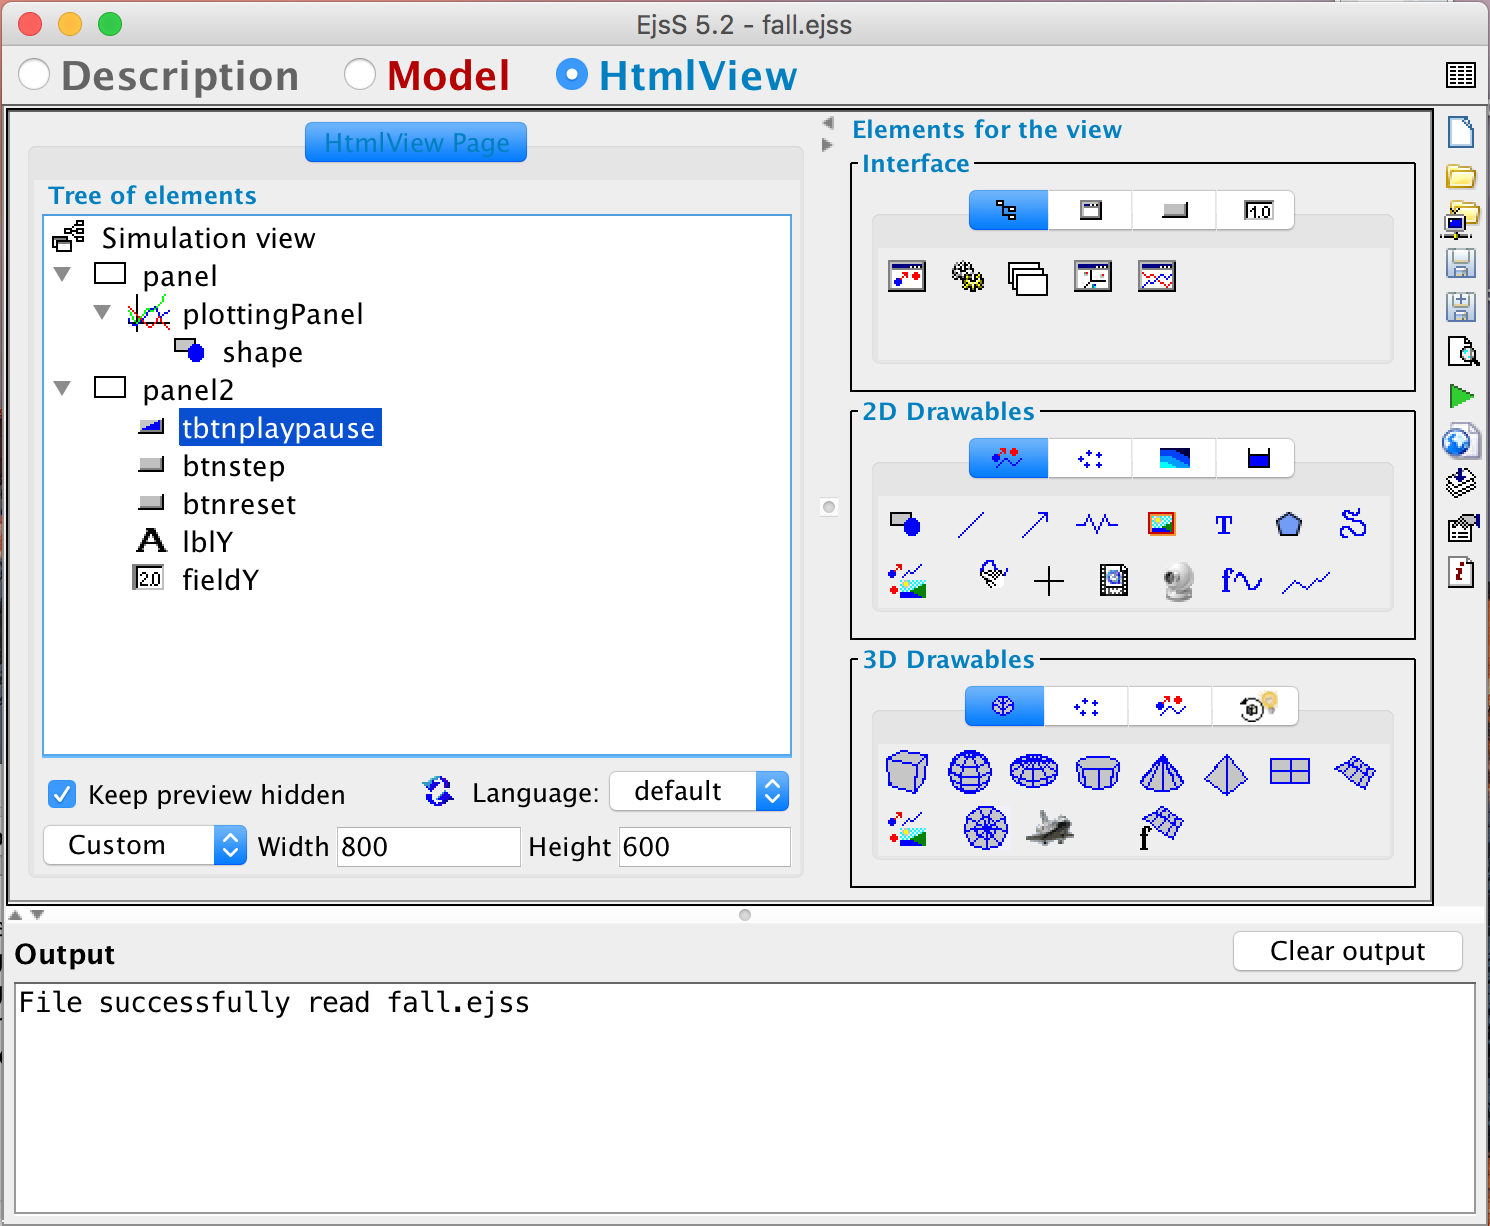 EjsS 5.2 - fall.ejss
Description Model HtmlView
HtmlView Page
Tree of elements
Simulation view
panel
plottingPanel
shape
panel2
tbtnplaypause
btnstep
btnreset
A lblY
2.0 fieldY
Keep preview hidden Language: default
Custom Width 800 Height 600
Elements for the view
Interface
1.0
2D Drawables
T
f
3D Drawables
f
i
Output
Clear output
File successfully read fall.ejss